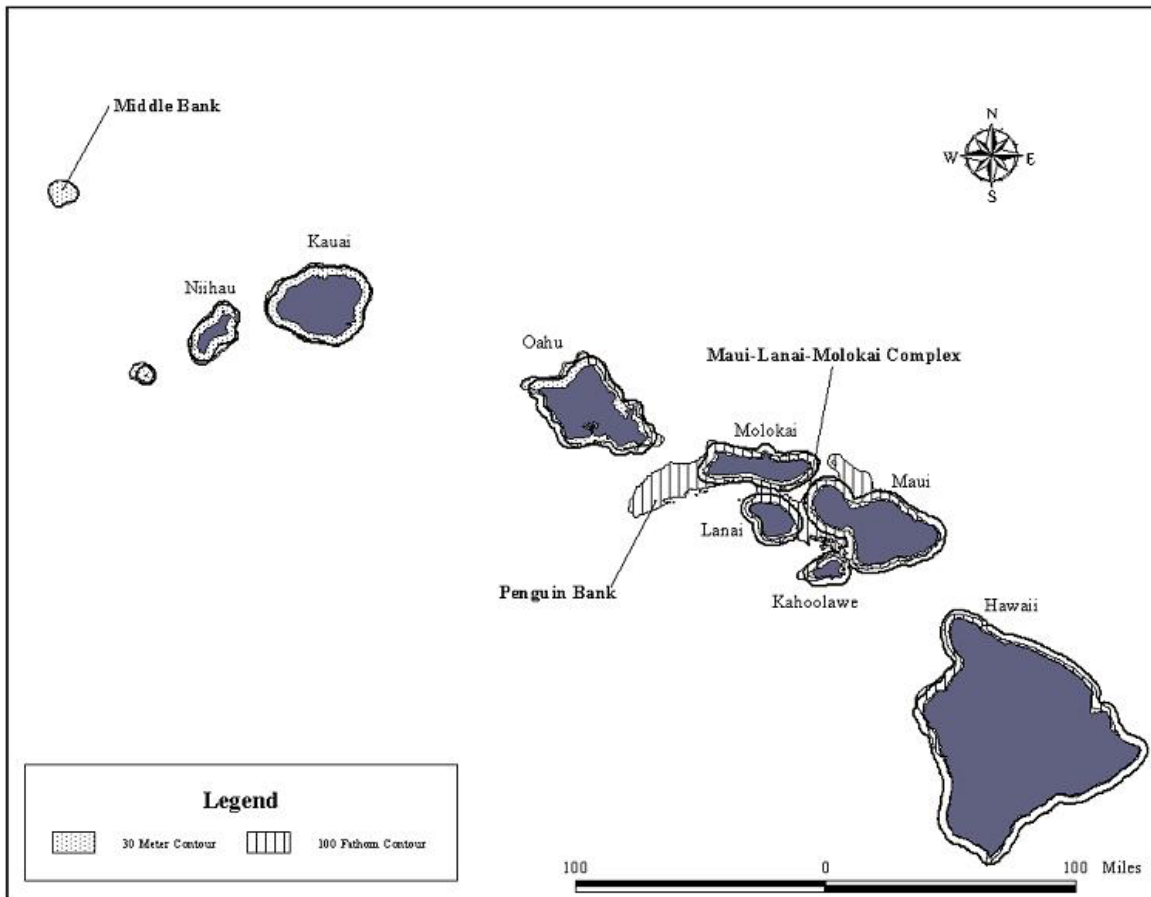 Middle Bank
N
W E
S
Kauai
Niihau
Oahu
Maui-Lanai-Molokai Complex
Molokai
Maui
Lanai
Penguin Bank
Kahoolawe
Hawaii
Legend
30 Meter Contour 100 Fathom Contour
100 0 100 Miles